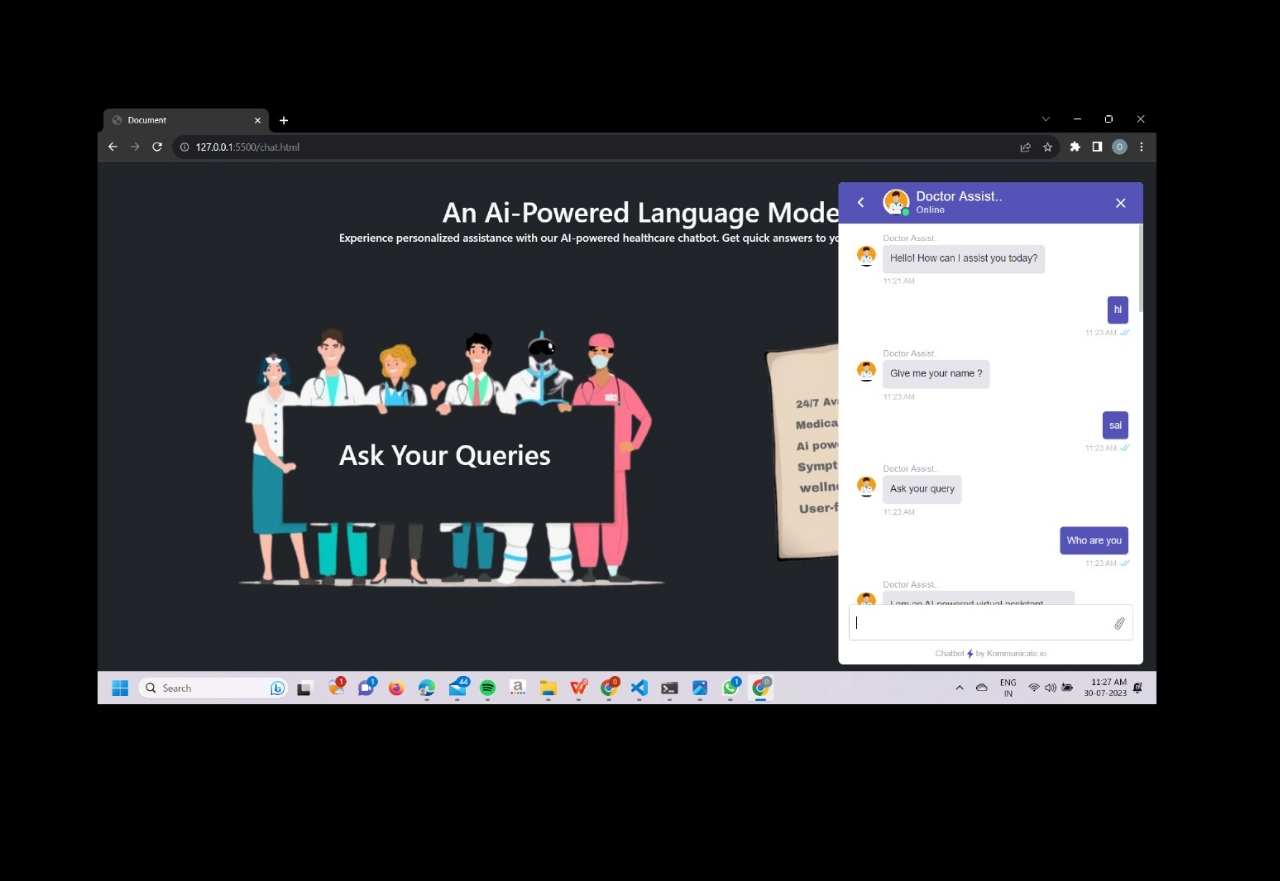 Document
127.0.0.1:5500/chat.html
An Ai-Powered Language Mode
Experience personalized assistance with our AI-powered healthcare chatbot. Get quick answers to yo
Ask Your Queries
24/7 Ava
Medica
Ai pow
Sympt
wellne
User-f
Doctor Assist..
Online
Doctor Assist..
Hello! How can I assist you today?
11:21 AM
hi
11:23 AM
Doctor Assist..
Give me your name ?
11:23 AM
sai
11:23 AM
Doctor Assist..
Ask your query
11:23 AM
Who are you
11:23 AM
Doctor Assist..
I am an AI-powered virtual assistant
Chatbot by Kommunicate.io
Search
1
1
44
a
1
ENG
IN
11:27 AM
30-07-2023